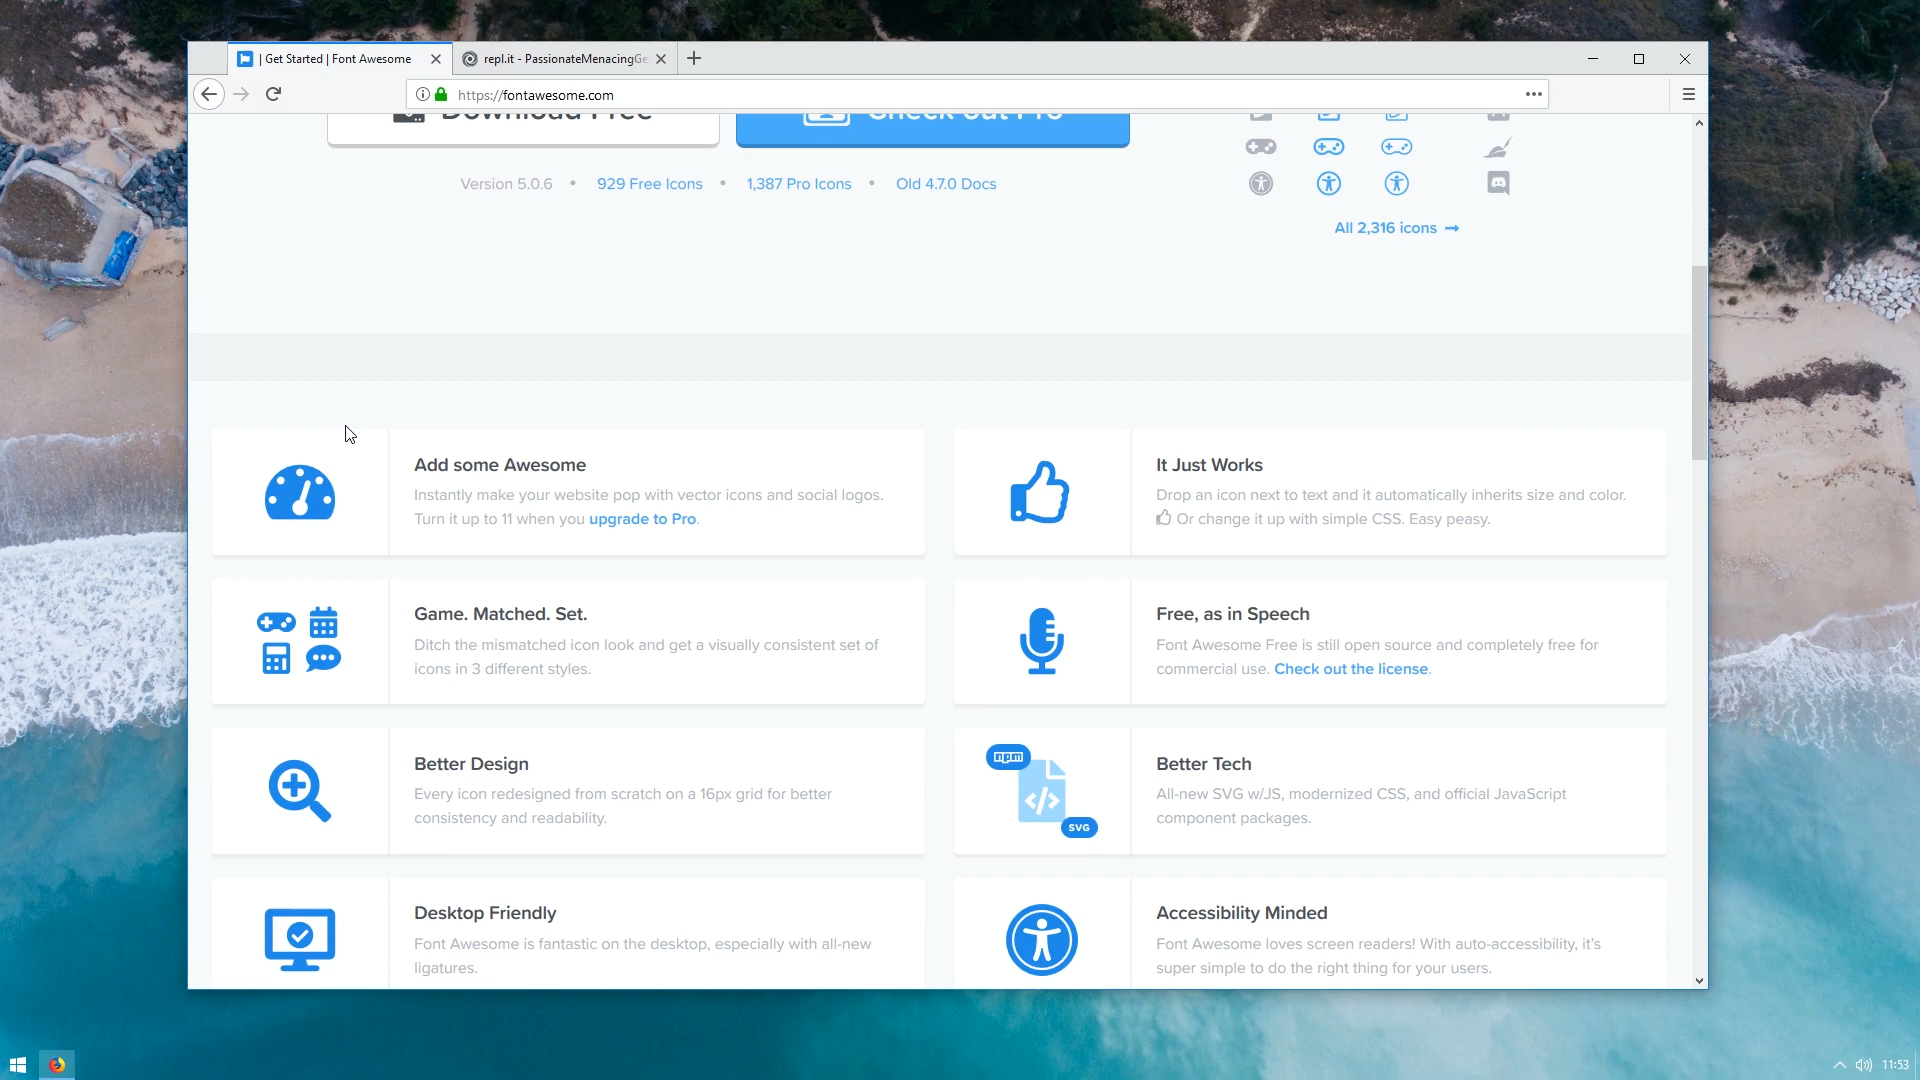 | Get Started | Font Awesome
repl.it - PassionateMenacingGe
https://fontawesome.com
Download Free
Check out Pro
Version 5.0.6 • 929 Free Icons • 1,387 Pro Icons • Old 4.7.0 Docs
All 2,316 icons
Add some Awesome
Instantly make your website pop with vector icons and social logos.
Turn it up to 11 when you upgrade to Pro.
It Just Works
Drop an icon next to text and it automatically inherits size and color.
Or change it up with simple CSS. Easy peasy.
Game. Matched. Set.
Ditch the mismatched icon look and get a visually consistent set of
icons in 3 different styles.
Free, as in Speech
Font Awesome Free is still open source and completely free for
commercial use. Check out the license.
Better Design
Every icon redesigned from scratch on a 16px grid for better
consistency and readability.
npm
SVG
Better Tech
All-new SVG w/JS, modernized CSS, and official JavaScript
component packages.
Desktop Friendly
Font Awesome is fantastic on the desktop, especially with all-new
ligatures.
Accessibility Minded
Font Awesome loves screen readers! With auto-accessibility, it's
super simple to do the right thing for your users.
11:53